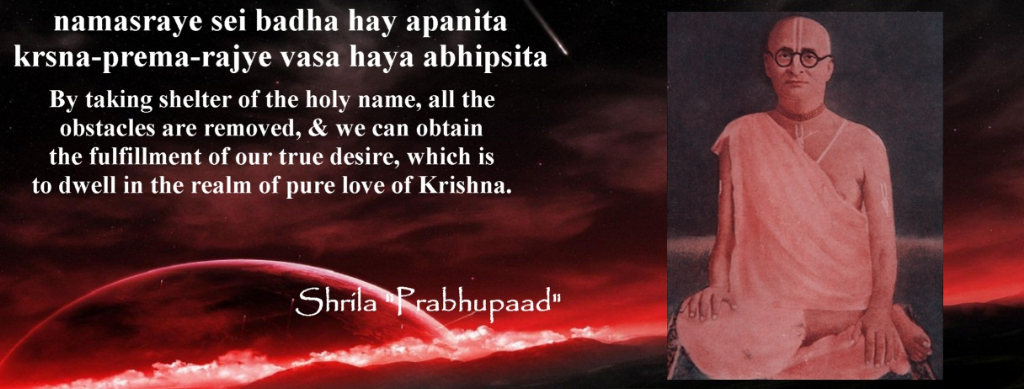 namasraye sei badha hay apanita
krsna-prema-rajye vasa haya abhipsita
By taking shelter of the holy name, all the
obstacles are removed, & we can obtain
the fulfillment of our true desire, which is
to dwell in the realm of pure love of Krishna.
Shrila "Prabhupaad"